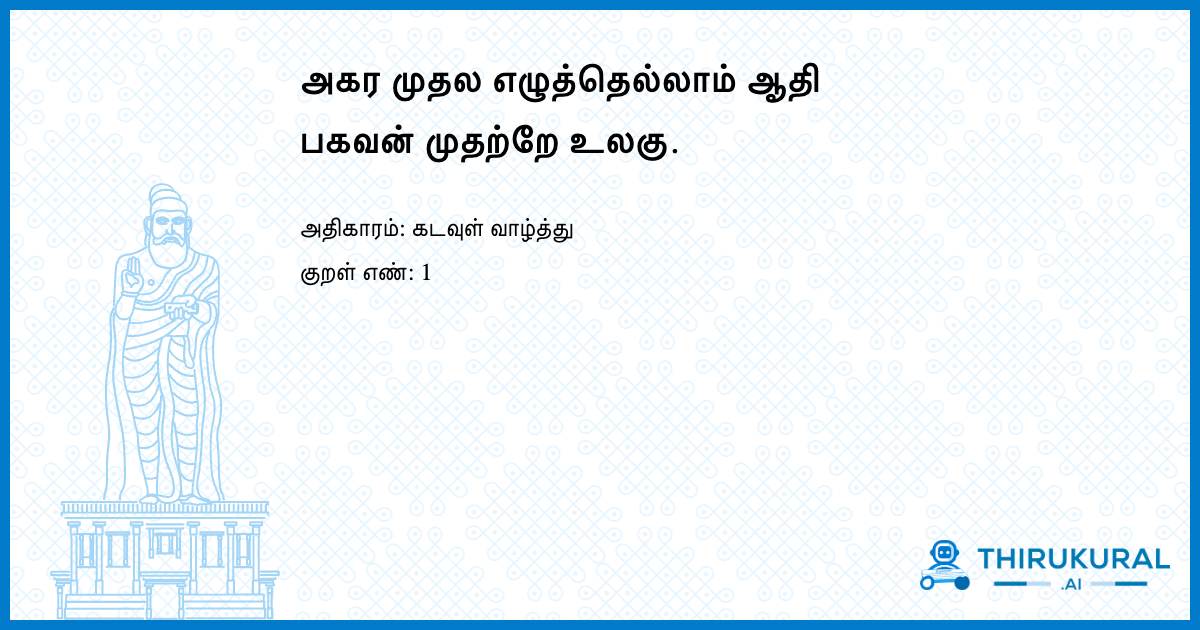 அகர முதல எழுத்தெல்லாம் ஆதி
பகவன் முதற்றே உலகு.
அதிகாரம்: கடவுள் வாழ்த்து
குறள் எண்: 1
THIRUKURAL
.AI